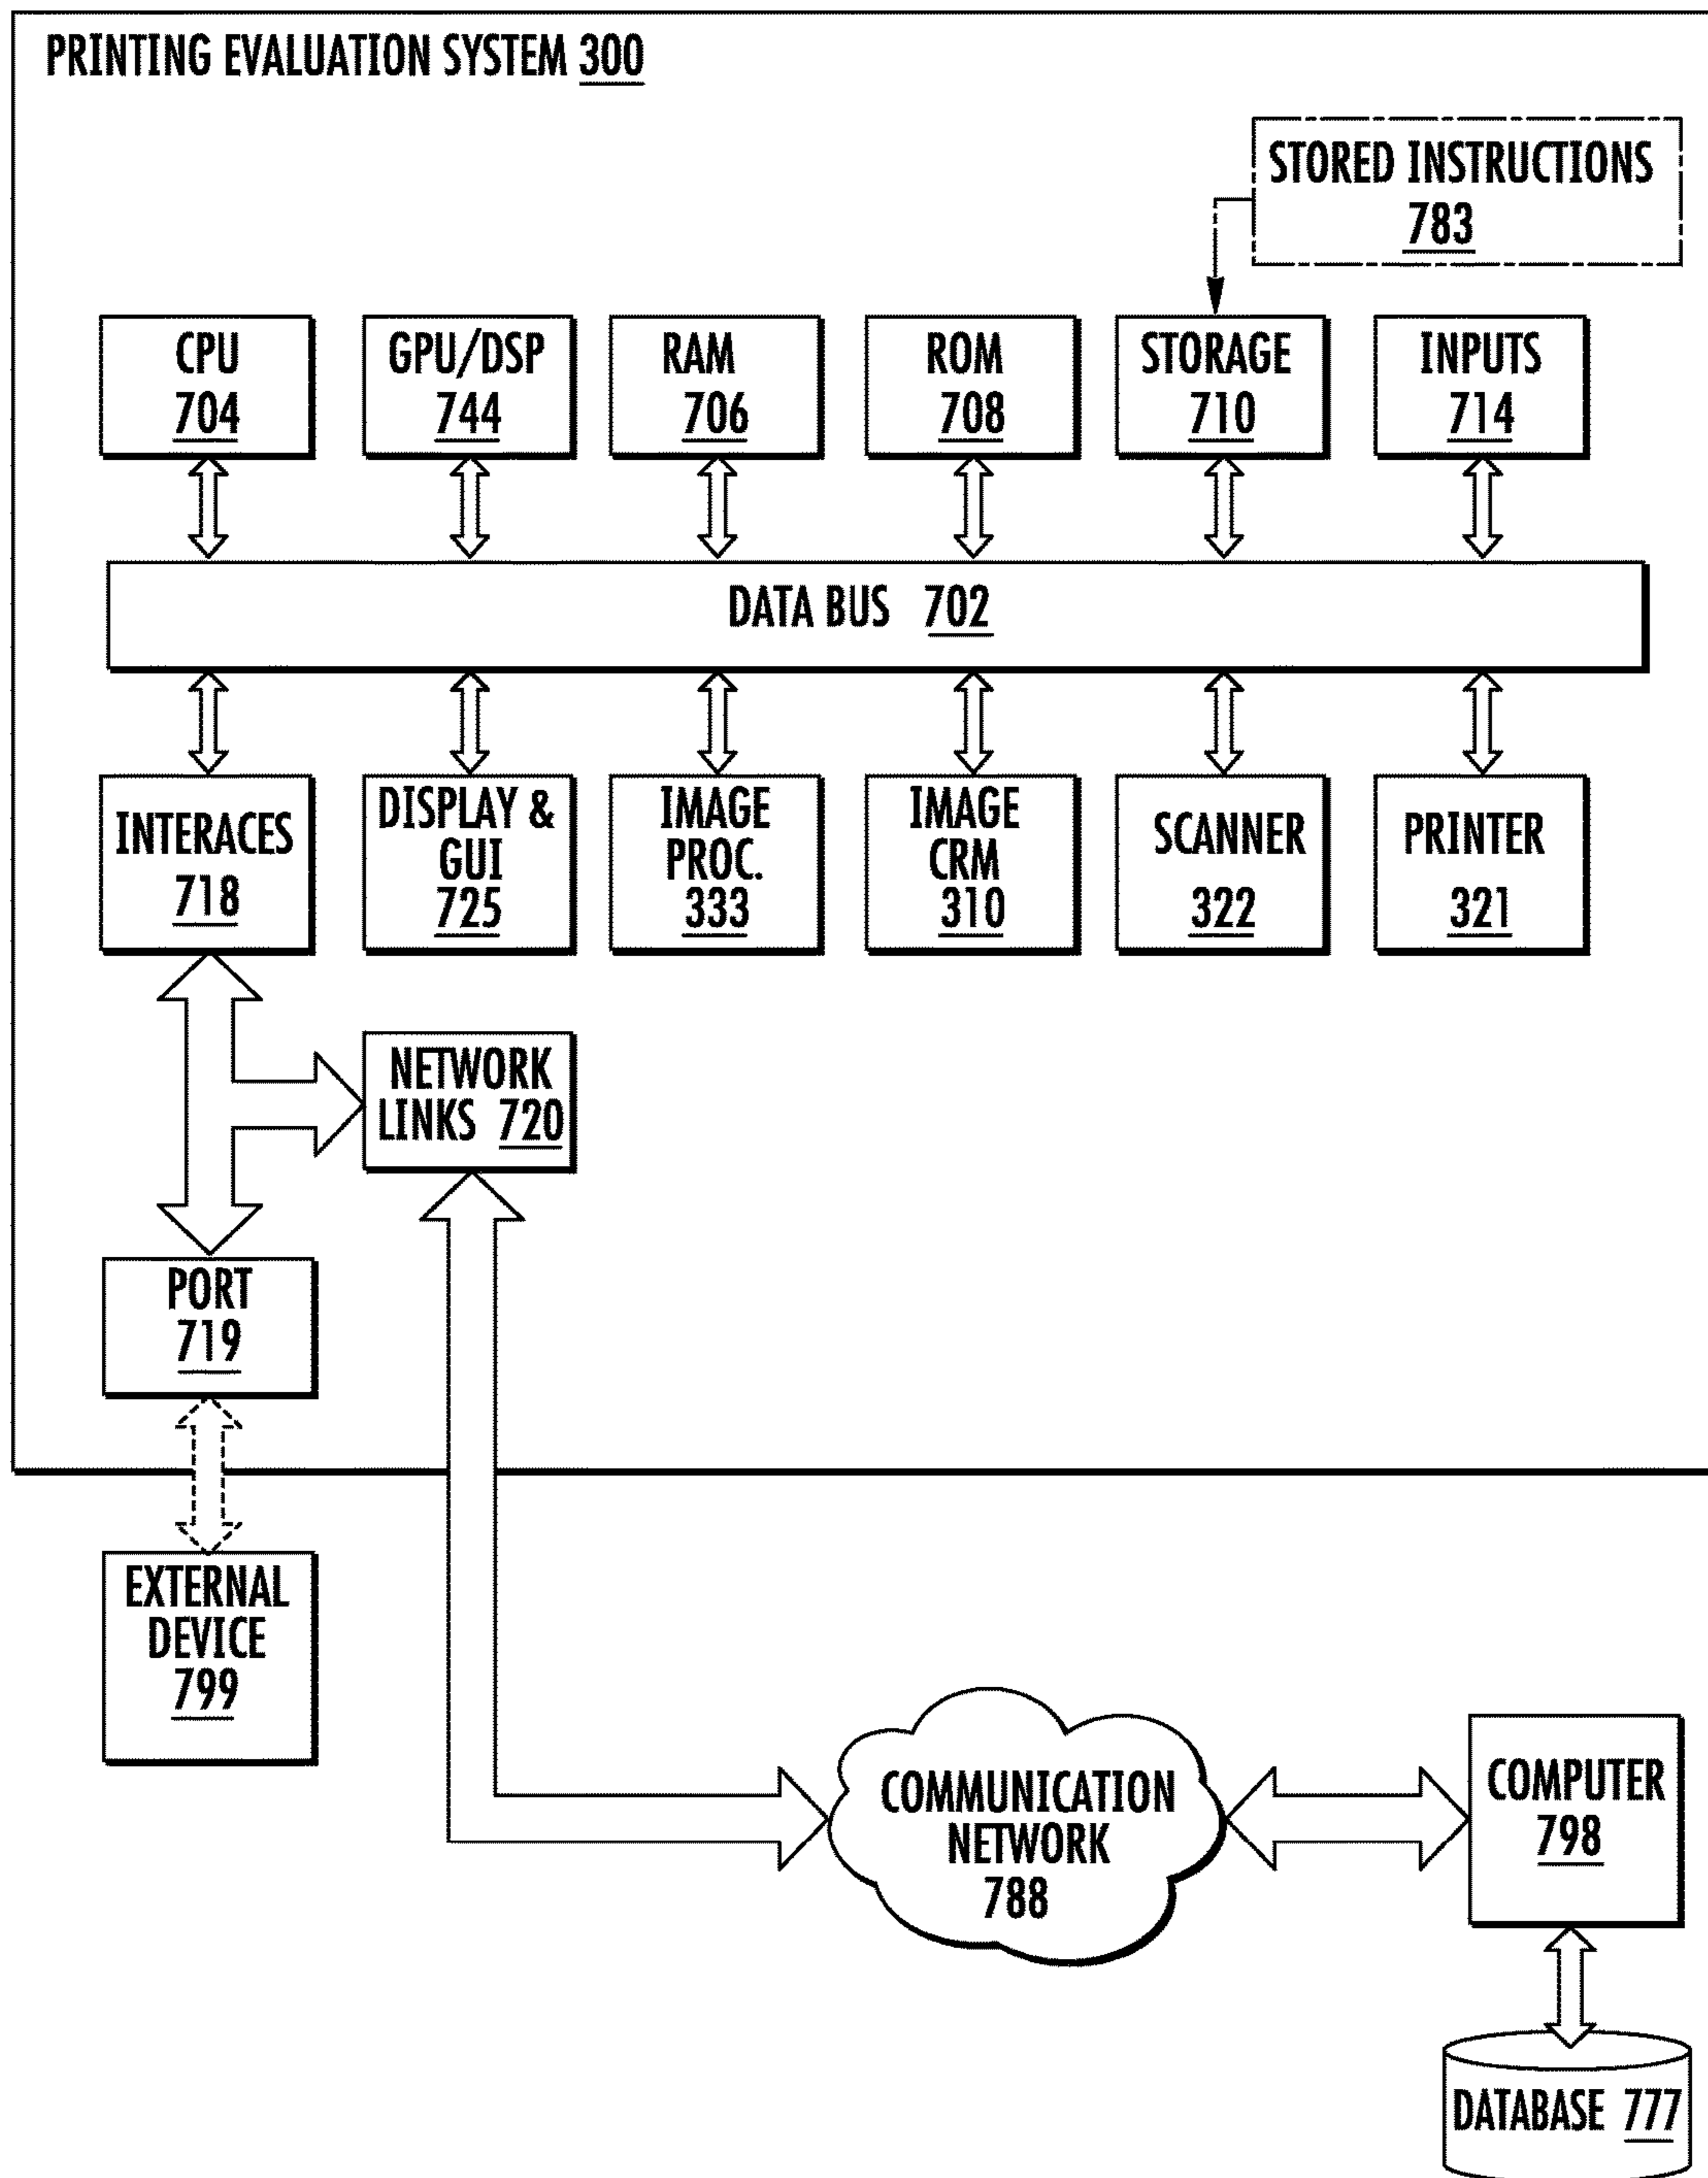 PRINTING EVALUATION SYSTEM 300
STORED INSTRUCTIONS
783
CPU
704
GPU/DSP
744
RAM
706
ROM
708
STORAGE
710
INPUTS
714
DATA BUS 702
INTERACES
718
DISPLAY &
GUI
725
IMAGE
PROC.
333
IMAGE
CRM
310
SCANNER
322
PRINTER
321
NETWORK
LINKS 720
PORT
719
EXTERNAL
DEVICE
799
COMMUNICATION
NETWORK
788
COMPUTER
798
DATABASE 777